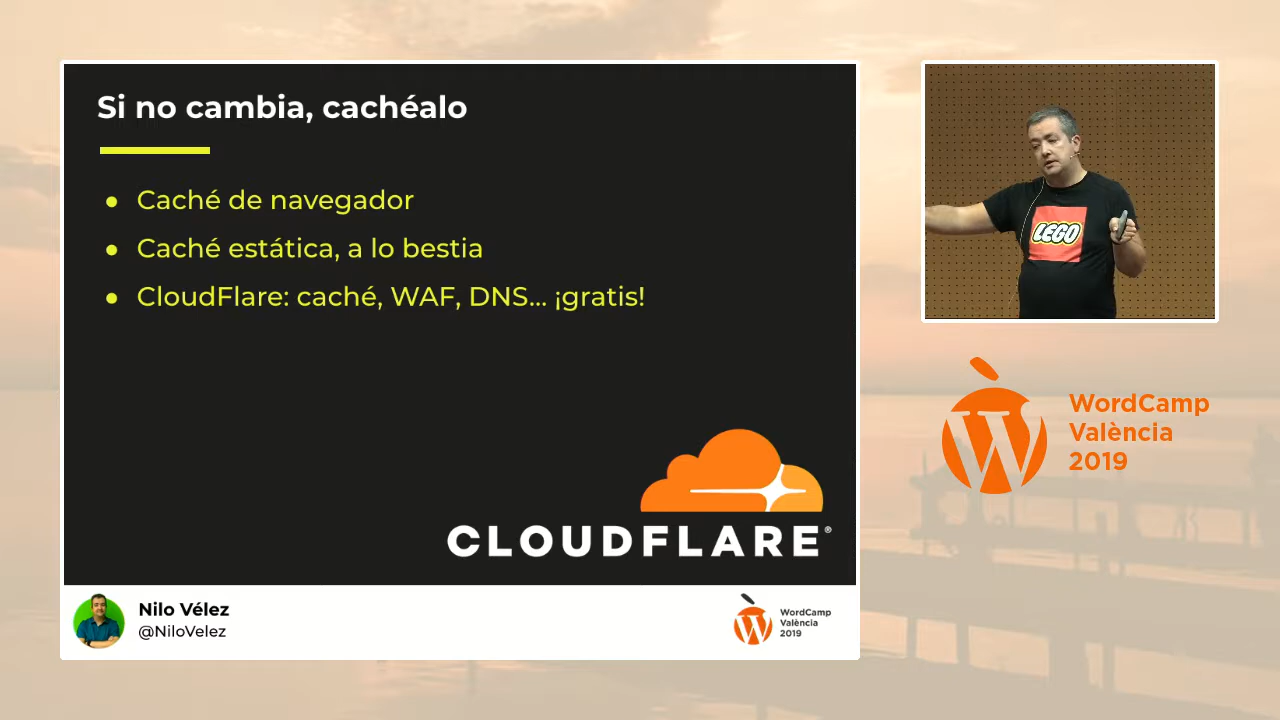 Si no cambia, cachéalo
Caché de navegador
Caché estática, a lo bestia
CloudFlare: caché, WAF, DNS... ¡gratis!
CLOUDFLARE®
Nilo Vélez
@NiloVelez
WordCamp
València
2019
LEGO
WordCamp
València
2019